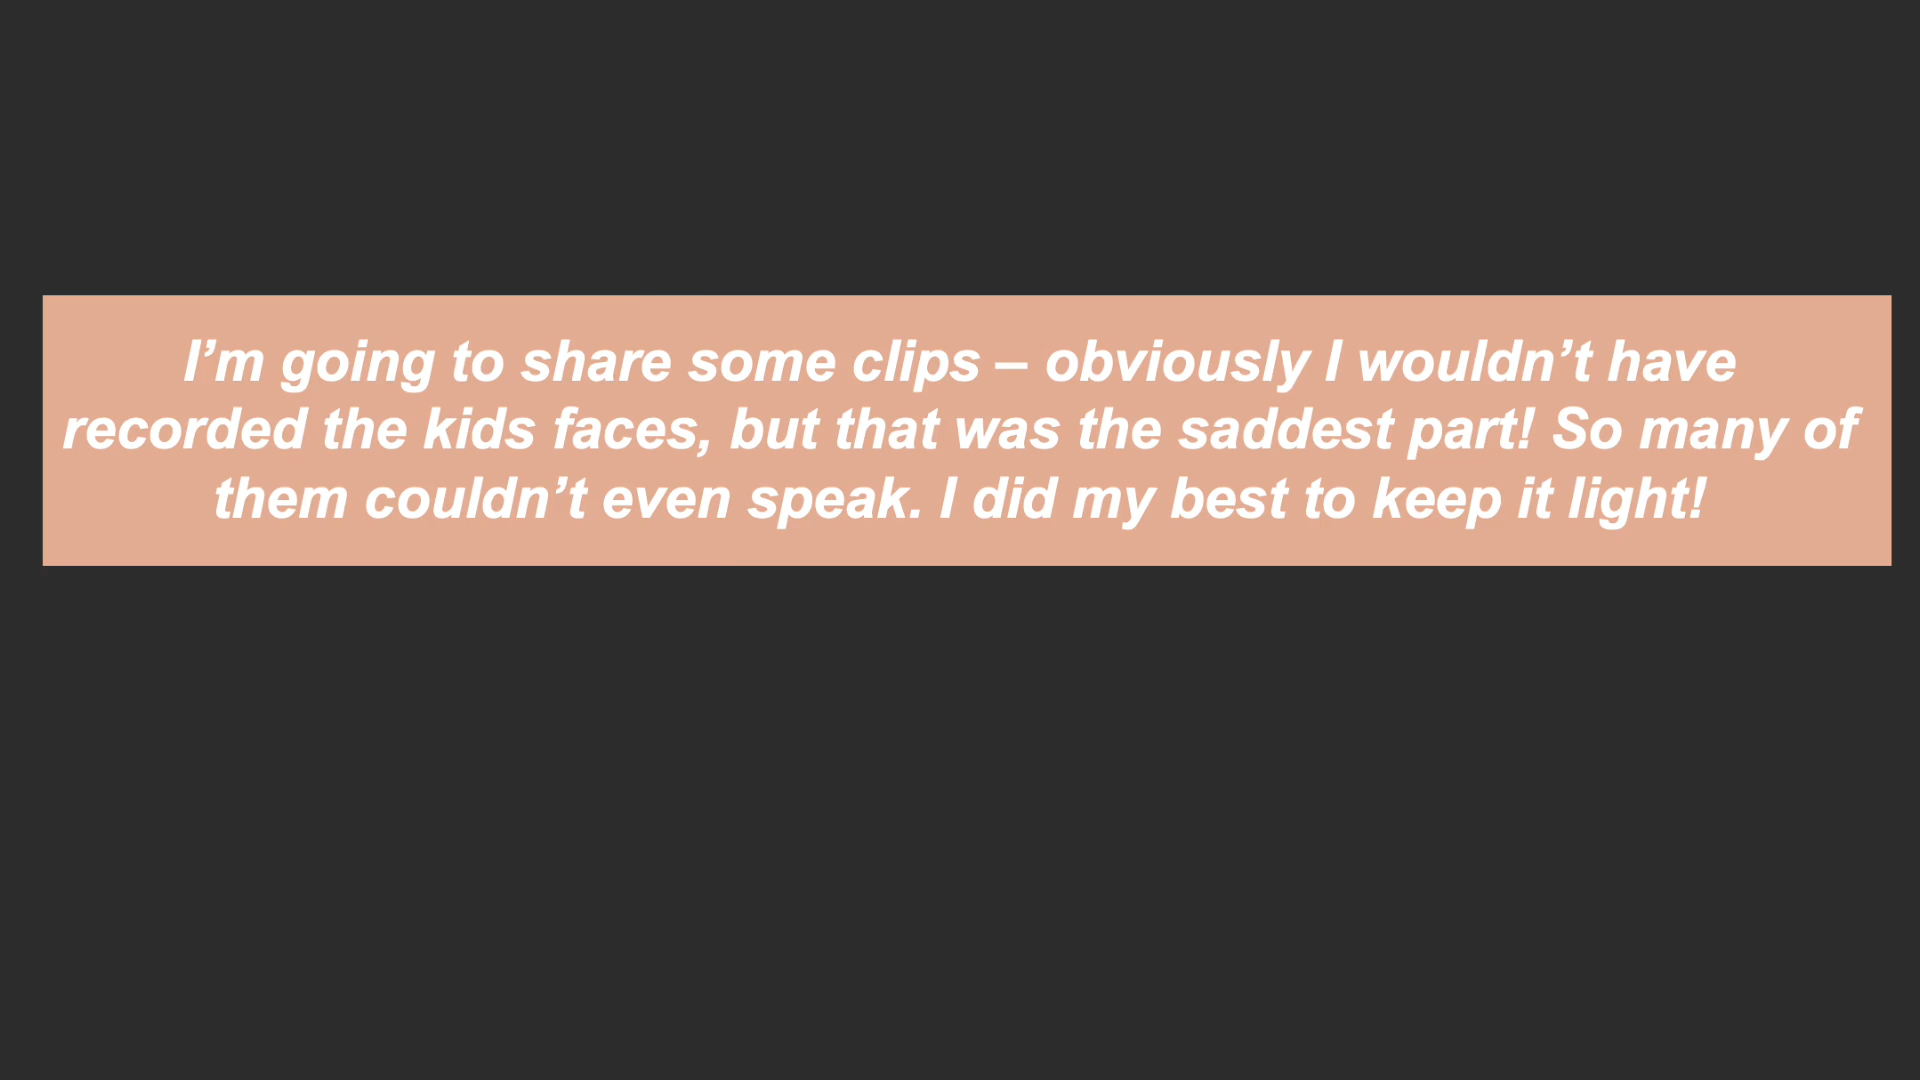 I’m going to share some clips – obviously I wouldn’t have
recorded the kids faces, but that was the saddest part! So many of
them couldn’t even speak. I did my best to keep it light!